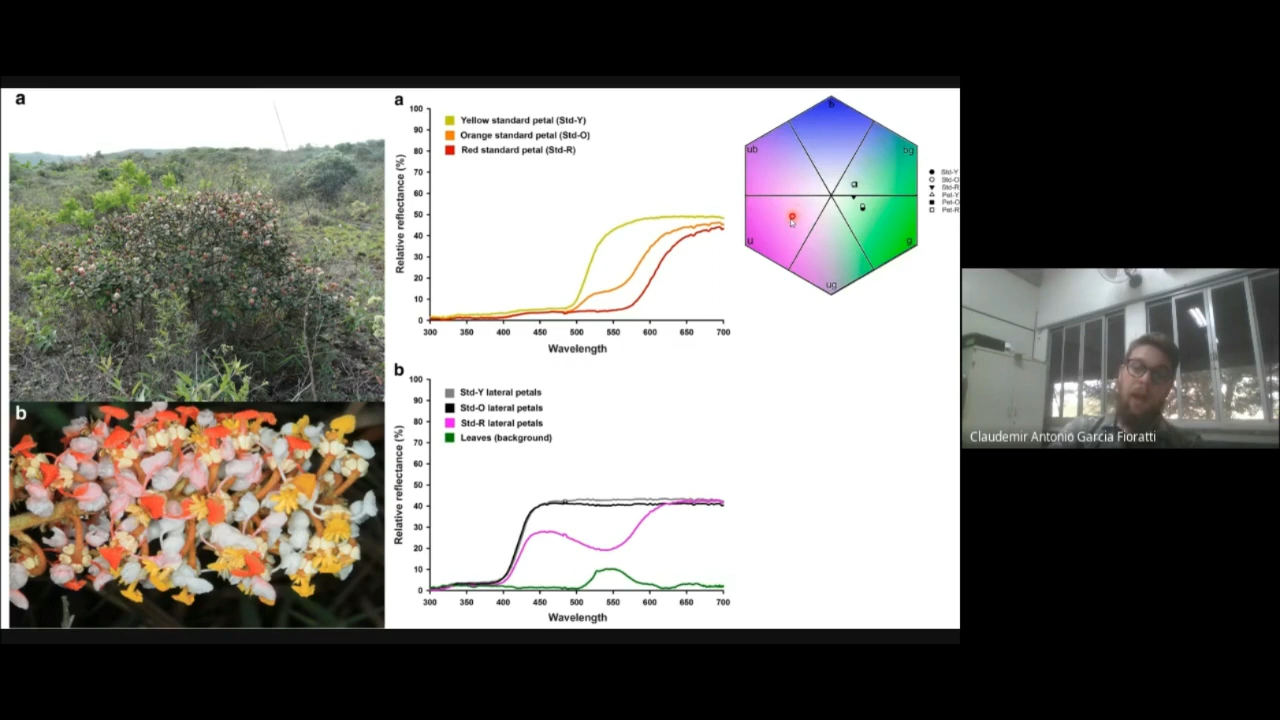 a
b
a
Relative reflectance (%)
100
90
80
70
60
50
40
30
20
10
0
Yellow standard petal (Std-Y)
Orange standard petal (Std-O)
Red standard petal (Std-R)
300 350 400 450 500 550 600 650 700
Wavelength
b
Relative reflectance (%)
100
90
80
70
60
50
40
30
20
10
0
Std-Y lateral petals
Std-O lateral petals
Std-R lateral petals
Leaves (background)
300 350 400 450 500 550 600 650 700
Wavelength
b
ub
bg
u
g
ug
Std-Y
Std-O
Std-R
Pet-Y
Pet-O
Pet-R
Claudemir Antonio Garcia Fioratti